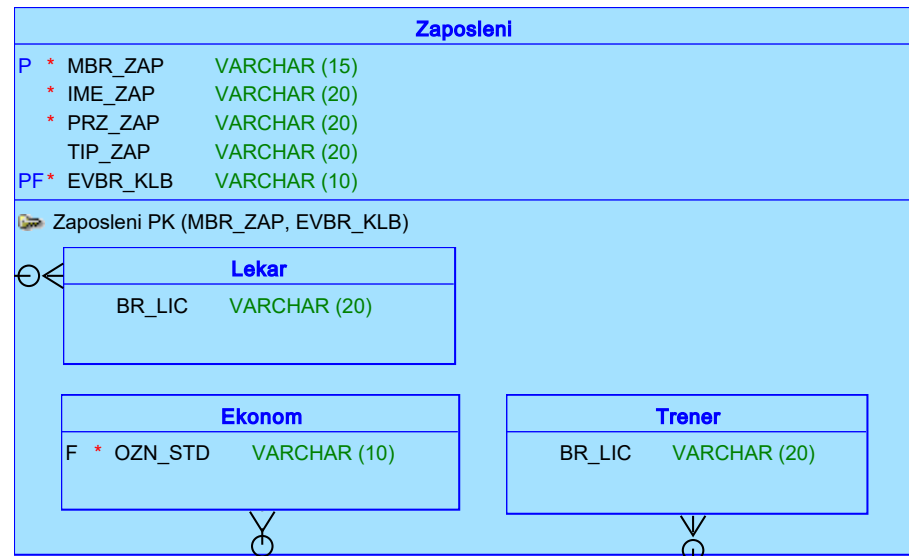 Zaposleni
P * MBR_ZAP VARCHAR (15)
* IME_ZAP VARCHAR (20)
* PRZ_ZAP VARCHAR (20)
TIP_ZAP VARCHAR (20)
PF* EVBR_KLB VARCHAR (10)
Zaposleni PK (MBR_ZAP, EVBR_KLB)
Lekar
BR_LIC VARCHAR (20)
Ekonom
F * OZN_STD VARCHAR (10)
Trener
BR_LIC VARCHAR (20)